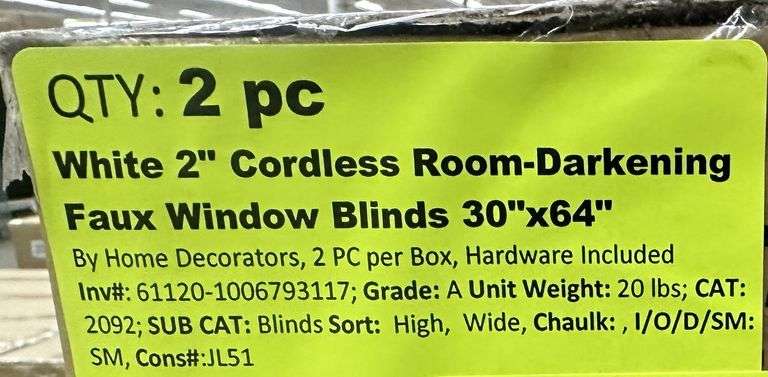 QTY: 2 pc
White 2" Cordless Room-Darkening
Faux Window Blinds 30"x64"
By Home Decorators, 2 PC per Box, Hardware Included
Inv#: 61120-1006793117; Grade: A Unit Weight: 20 lbs; CAT:
2092; SUB CAT: Blinds Sort: High, Wide, Chaulk: , I/O/D/SM:
SM, Cons#:JL51